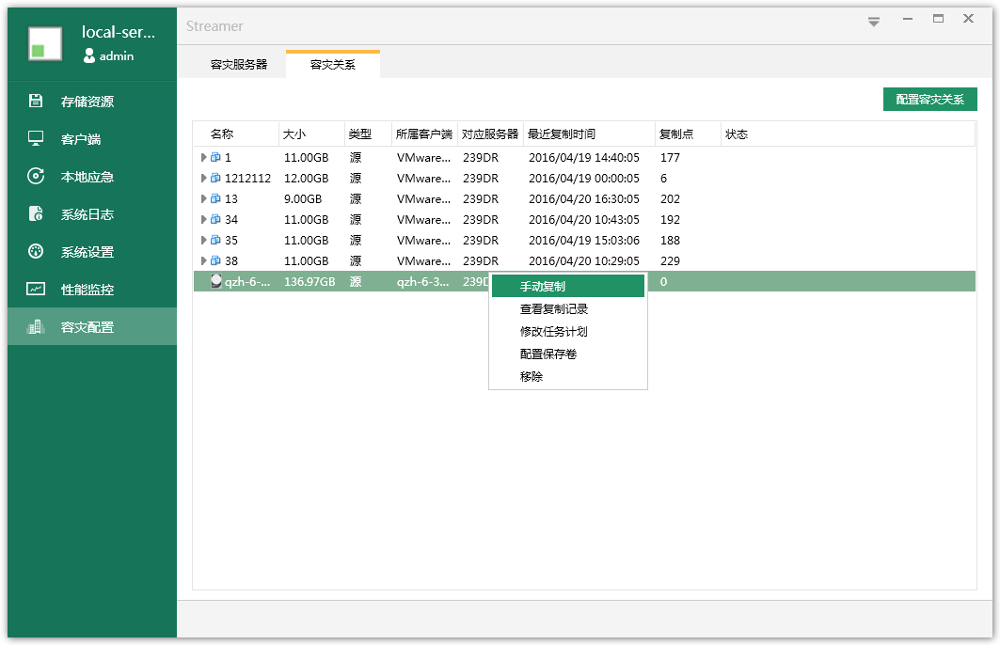 local-ser...
admin
Streamer
存储资源
客户端
本地应急
系统日志
系统设置
性能监控
容灾配置
容灾服务器 容灾关系
配置容灾关系
名称 大小 类型 所属客户端 对应服务器 最近复制时间 复制点 状态
1 11.00GB 源 VMware... 239DR 2016/04/19 14:40:05 177
1212112 12.00GB 源 VMware... 239DR 2016/04/19 00:00:05 6
13 9.00GB 源 VMware... 239DR 2016/04/20 16:30:05 202
34 11.00GB 源 VMware... 239DR 2016/04/20 10:43:05 192
35 11.00GB 源 VMware... 239DR 2016/04/19 15:03:06 188
38 11.00GB 源 VMware... 239DR 2016/04/20 10:29:05 229
qzh-6-... 136.97GB 源 qzh-6-3... 0
手动复制
查看复制记录
修改任务计划
配置保存卷
移除